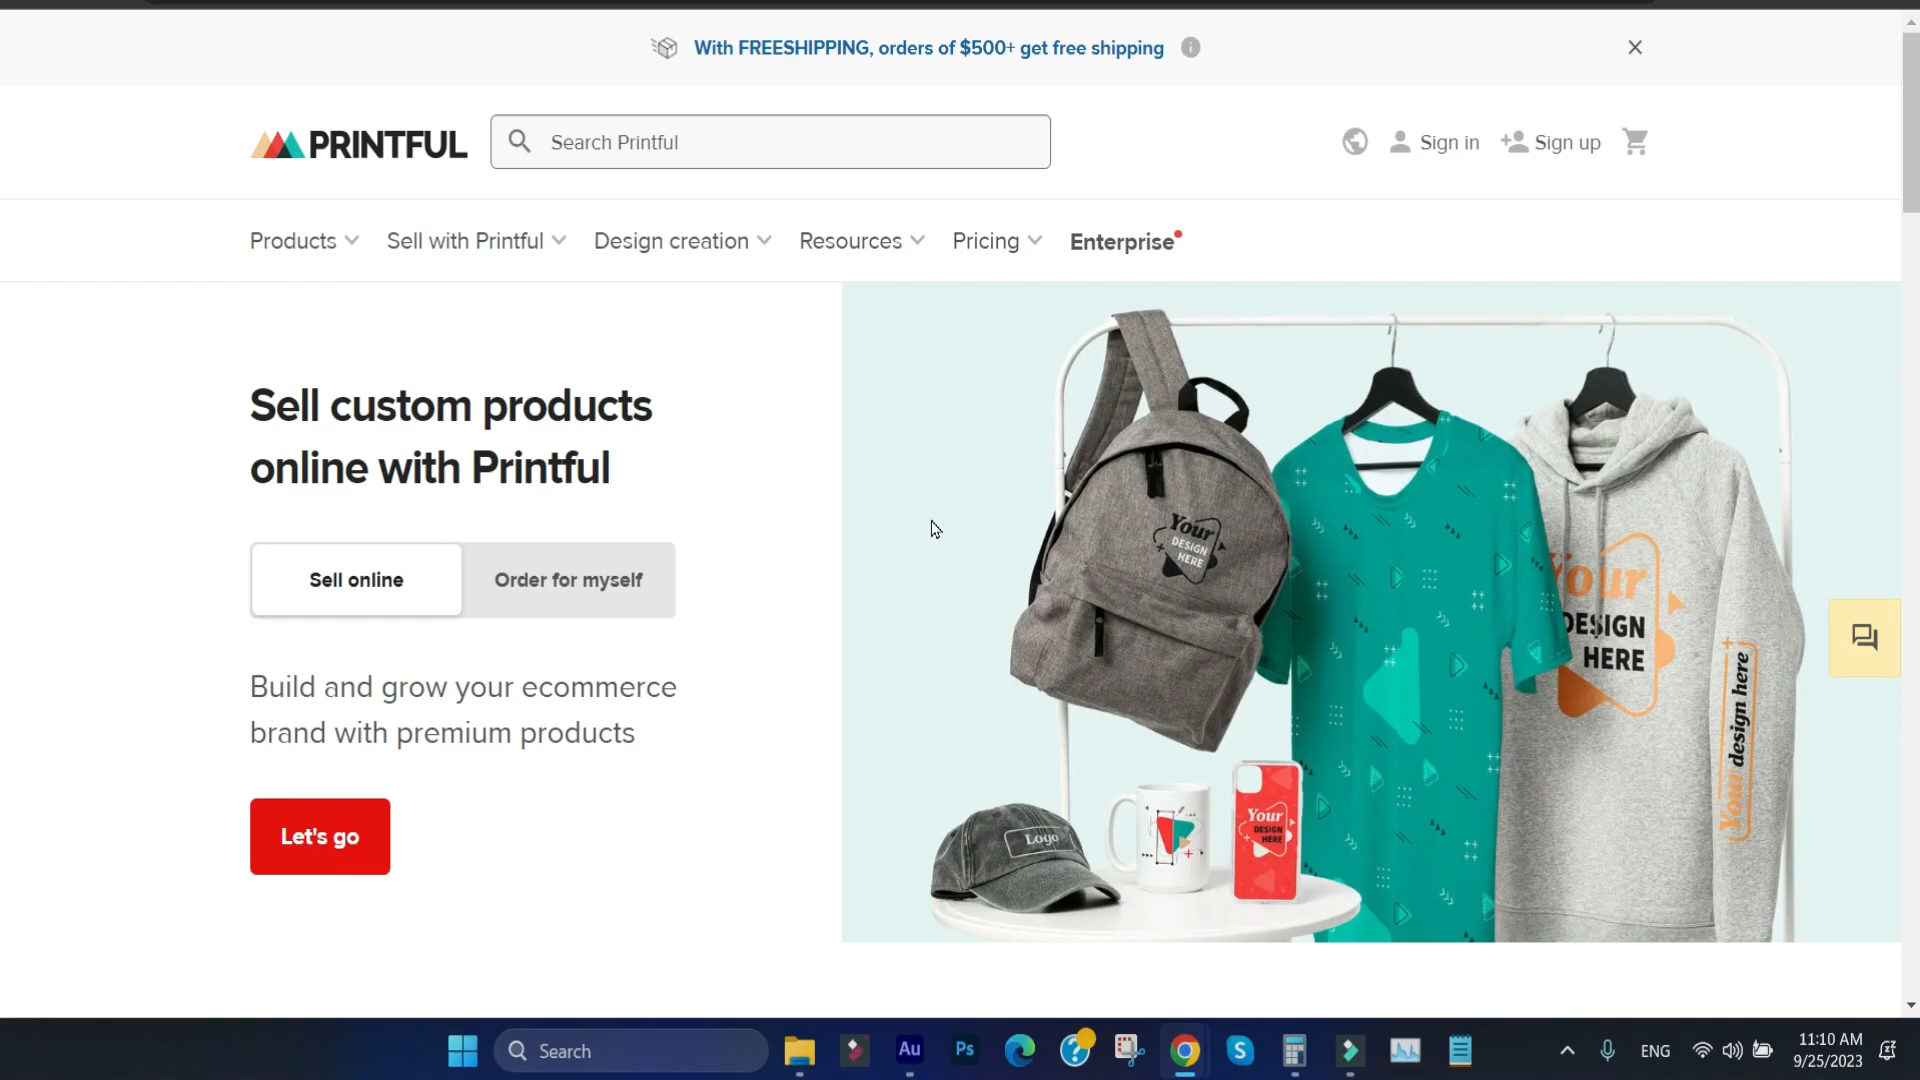 With FREESHIPPING, orders of $500+ get free shipping
PRINTFUL
Search Printful
Sign in
Sign up
Products
Sell with Printful
Design creation
Resources
Pricing
Enterprise
Sell custom products
online with Printful
Sell online
Order for myself
Build and grow your ecommerce
brand with premium products
Let's go
Your
DESIGN
HERE
Your
DESIGN
HERE
Your design here
Logo
Your
DESIGN
HERE
Search
Au
Ps
ENG
11:10 AM
9/25/2023